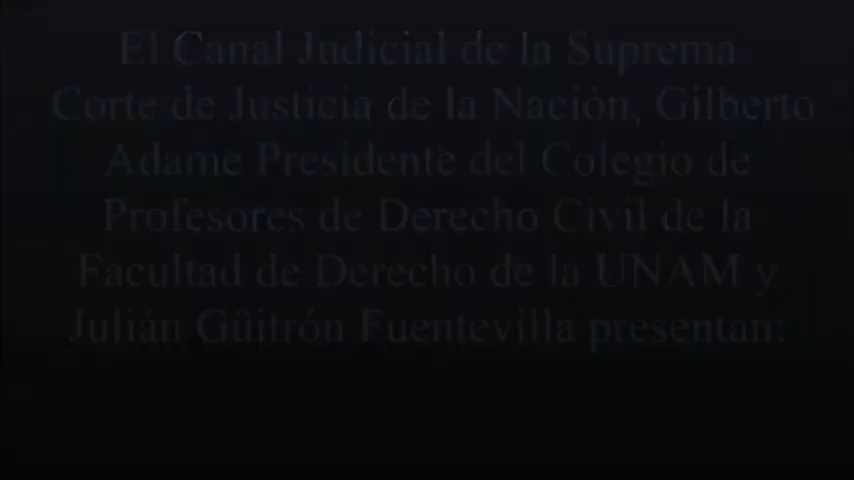 El Canal Judicial de la Suprema
Corte de Justicia de la Nación, Gilberto
Adame Presidente del Colegio de
Profesores de Derecho Civil de la
Facultad de Derecho de la UNAM y
Julián Güitrón Fuentevilla presentan: